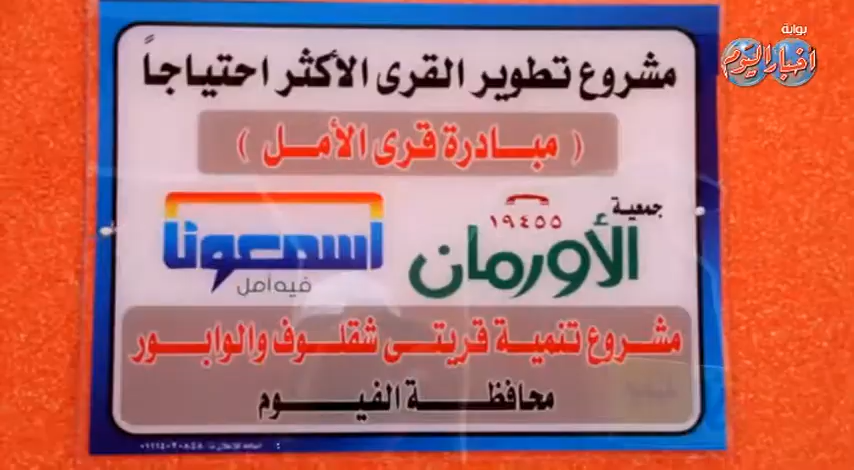 بوابة
اخبار اليوم
مشروع تطوير القرى الأكثر احتياجاً
( مبادرة قرى الأمل )
جمعية
الأورمان
١٩٤٥٥
اسمعونا
فيه أمل
مشروع تنمية قريتى شقلوف والوابور
محافظة الفيوم